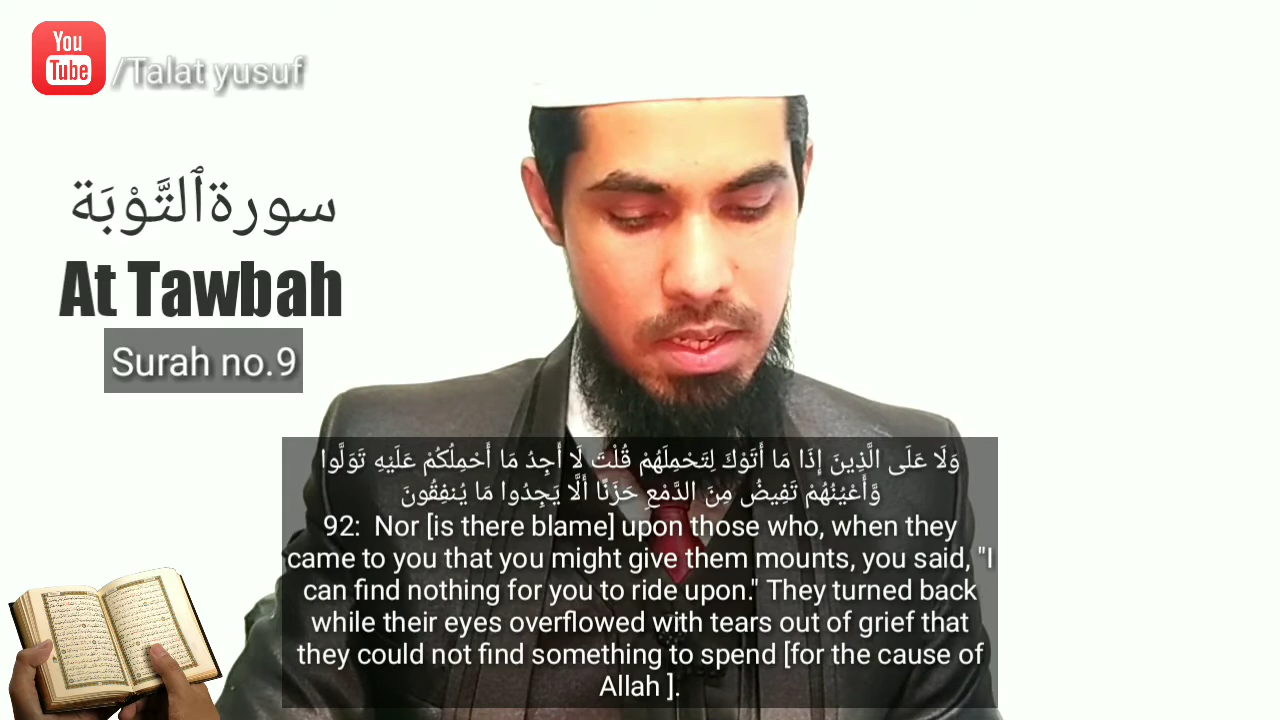 You
Tube
/Talat yusuf
سورةٱلتَّوْبَة
At Tawbah
Surah no.9
وَلَا عَلَى الَّذِينَ إِذَا مَا أَتَوْكَ لِتَحْمِلَهُمْ قُلْتَ لَا أَجِدُ مَا أَحْمِلُكُمْ عَلَيْهِ تَوَلَّوا
وَّأَعْيُنُهُمْ تَفِيضُ مِنَ الدَّمْعِ حَزَنًا أَلَّا يَجِدُوا مَا يُنفِقُونَ
92:  Nor [is there blame] upon those who, when they
came to you that you might give them mounts, you said, "I
can find nothing for you to ride upon." They turned back
while their eyes overflowed with tears out of grief that
they could not find something to spend [for the cause of
Allah ].